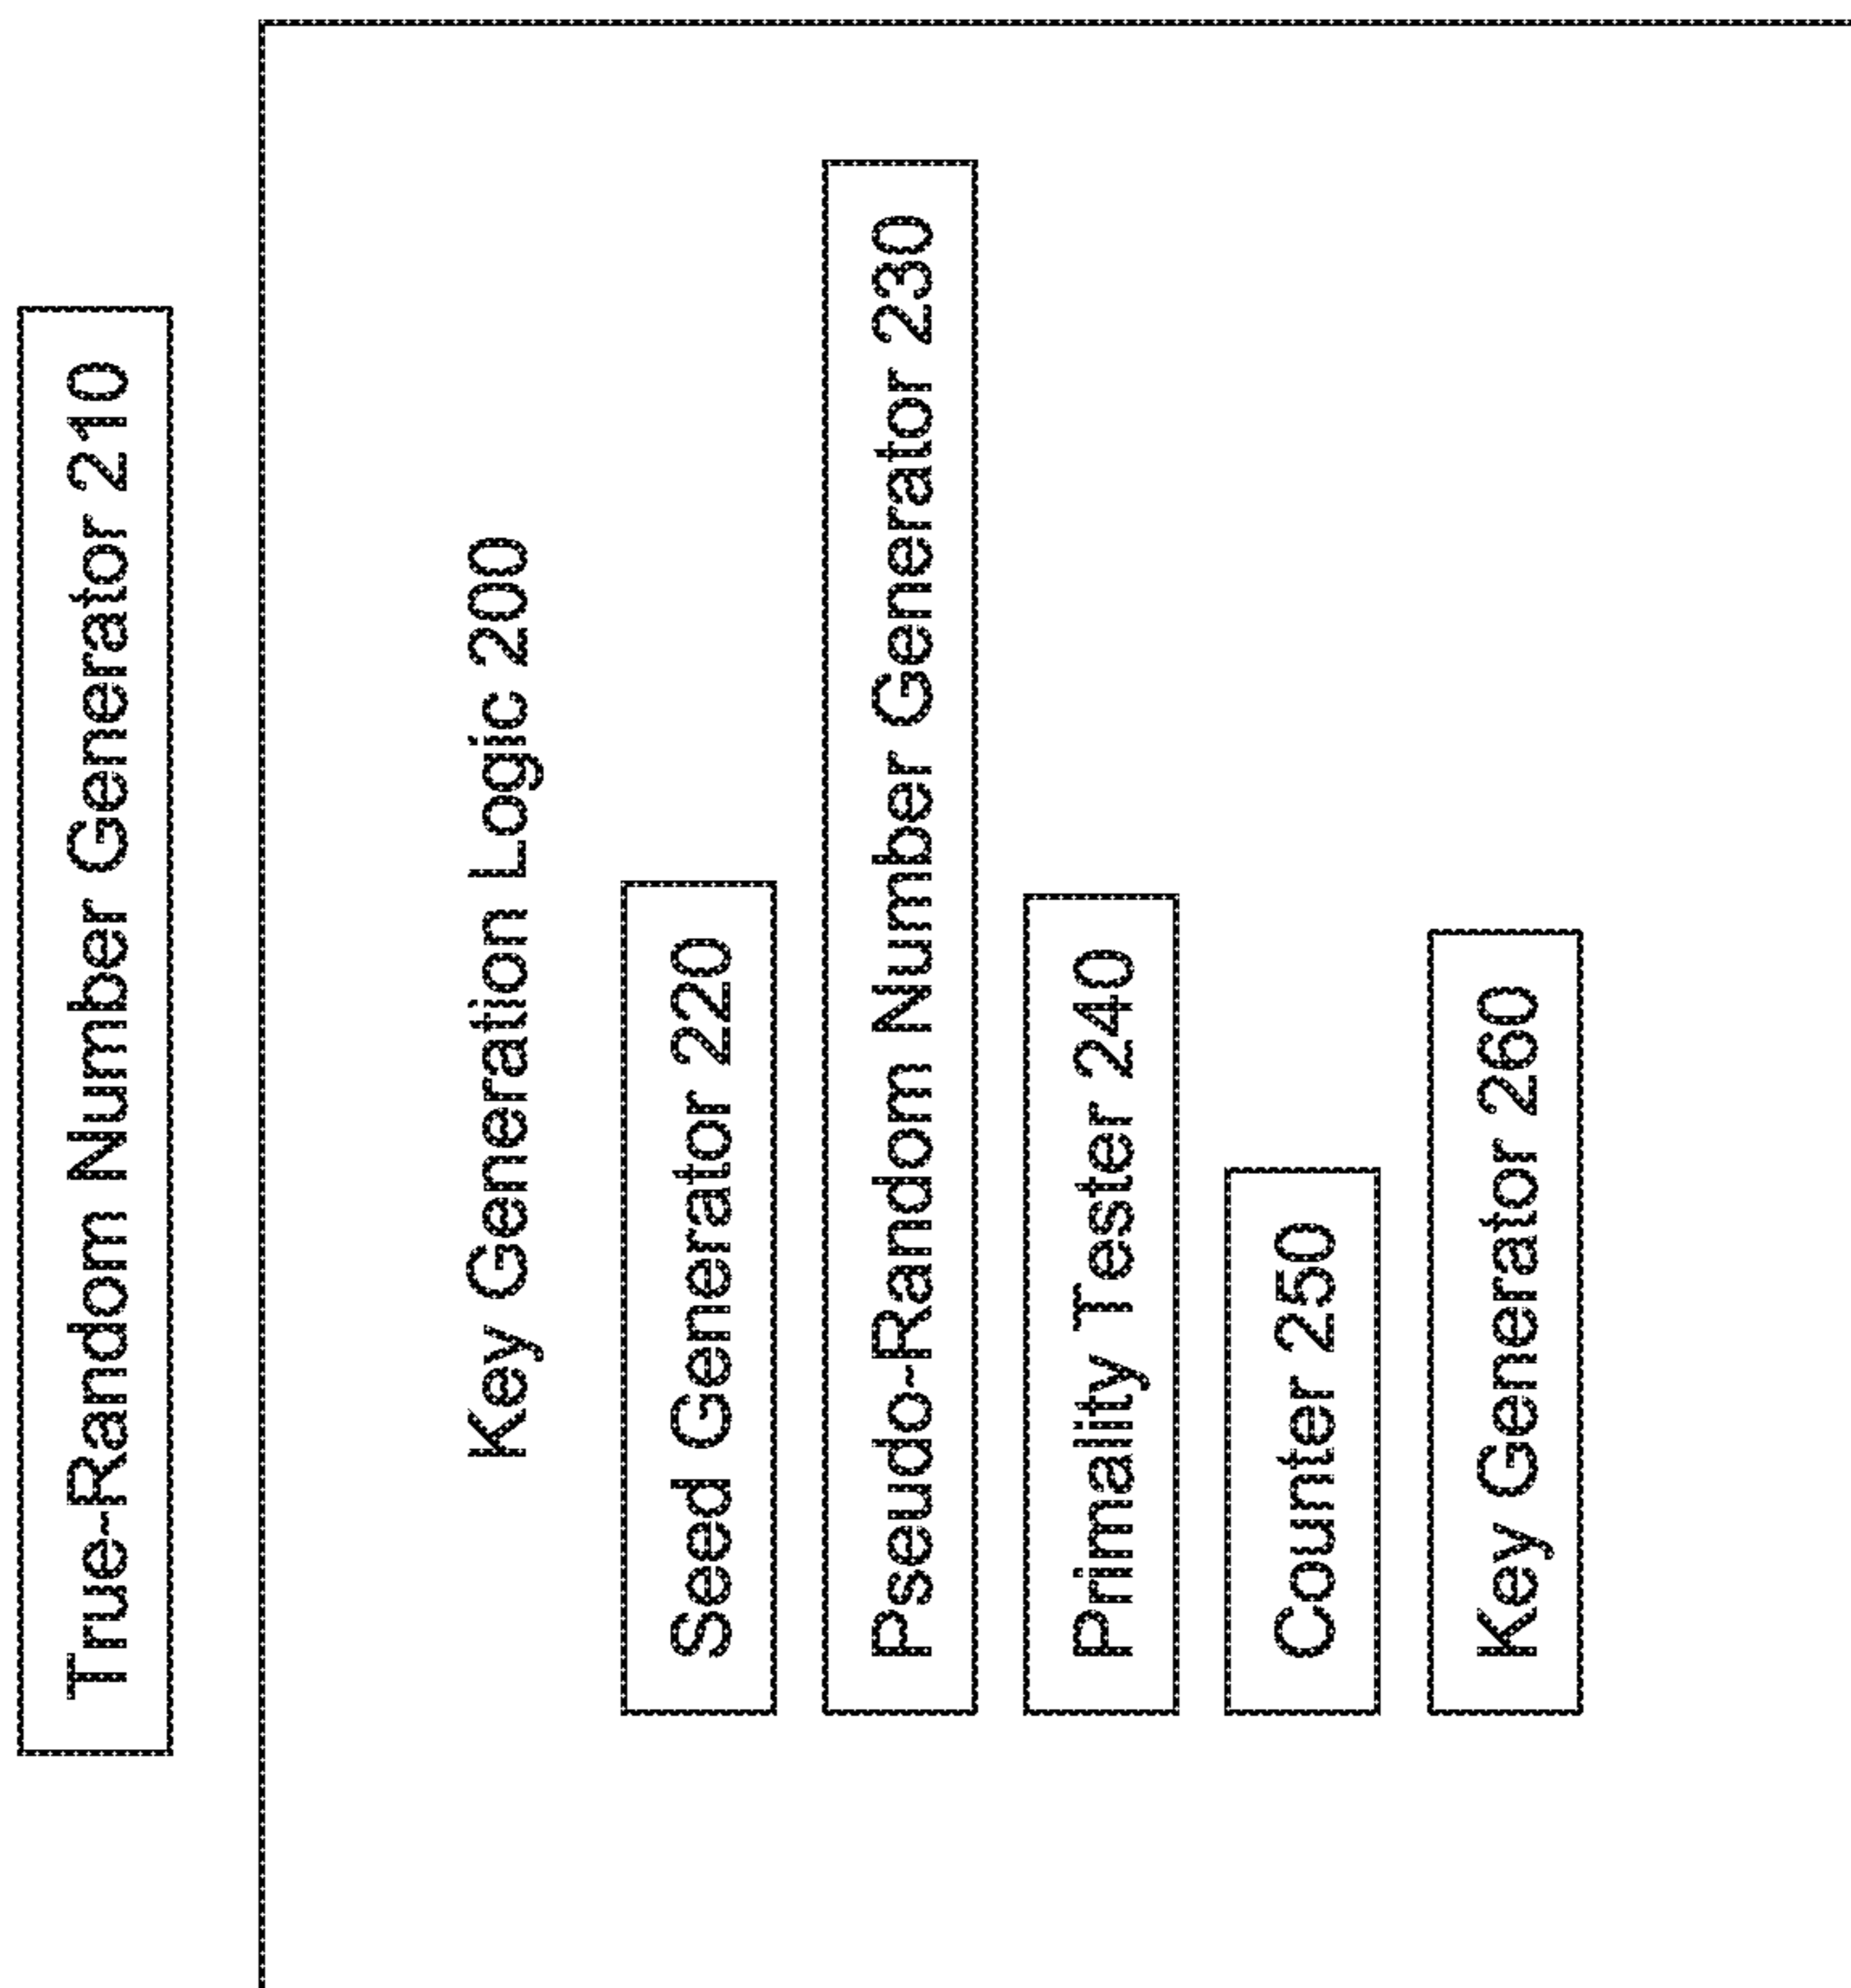 True-Random Number Generator 210
Key Generation Logic 200
Seed Generator 220
Pseudo-Random Number Generator 230
Primality Tester 240
Counter 250
Key Generator 260